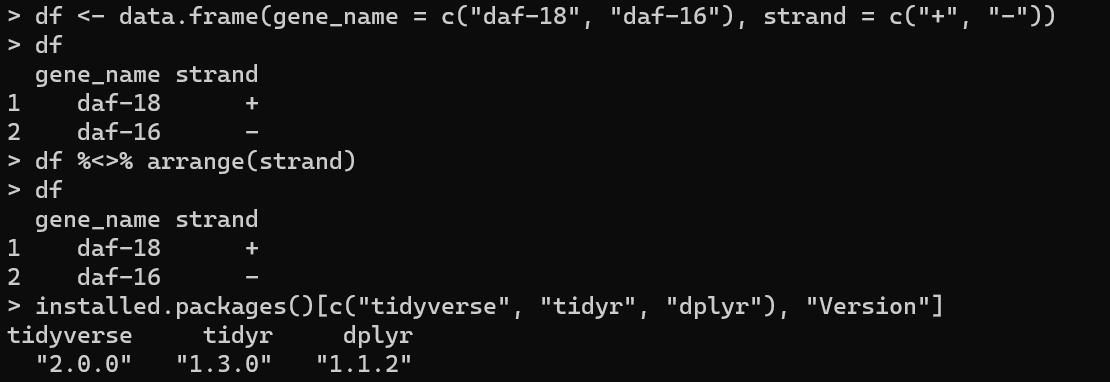 > df <- data.frame(gene_name = c("daf-18", "daf-16"), strand = c("+", "-"))
> df
  gene_name strand
1    daf-18      +
2    daf-16      -
> df %<>% arrange(strand)
> df
  gene_name strand
1    daf-18      +
2    daf-16      -
> installed.packages()[c("tidyverse", "tidyr", "dplyr"), "Version"]
tidyverse     tidyr     dplyr
  "2.0.0"   "1.3.0"   "1.1.2"